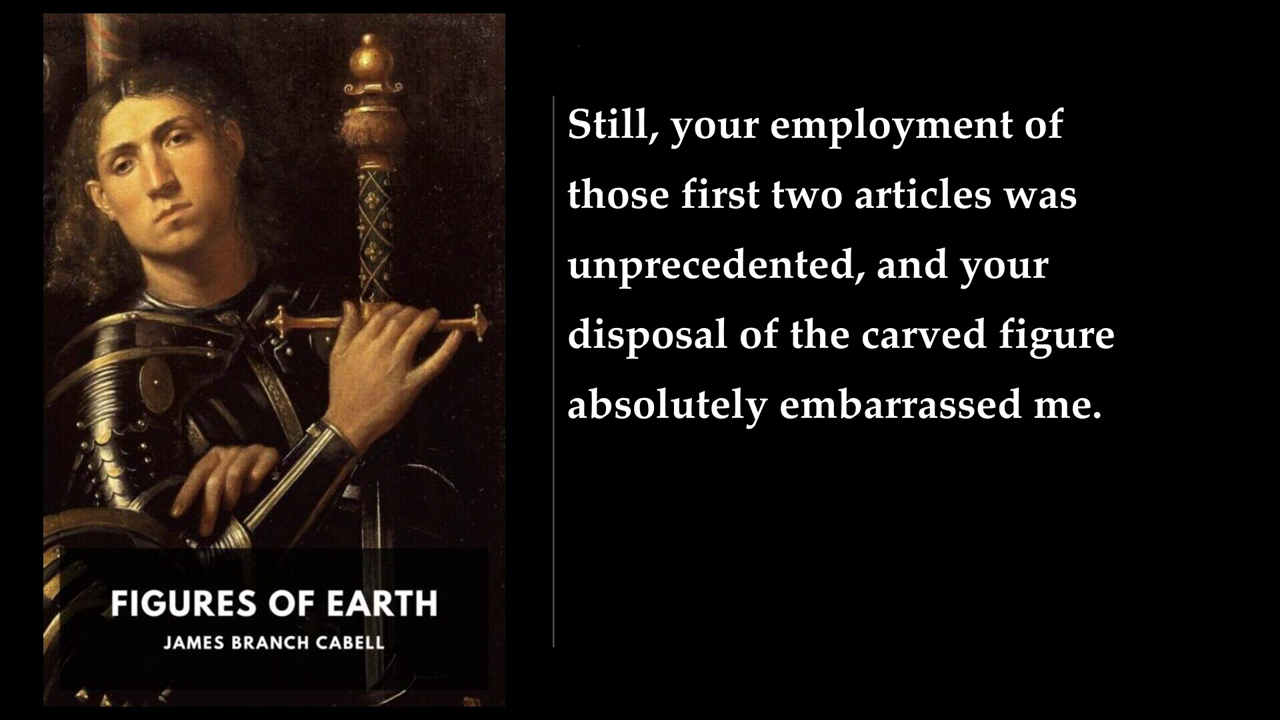 Still, your employment of
those first two articles was
unprecedented, and your
disposal of the carved figure
absolutely embarrassed me.
FIGURES OF EARTH
JAMES BRANCH CABELL